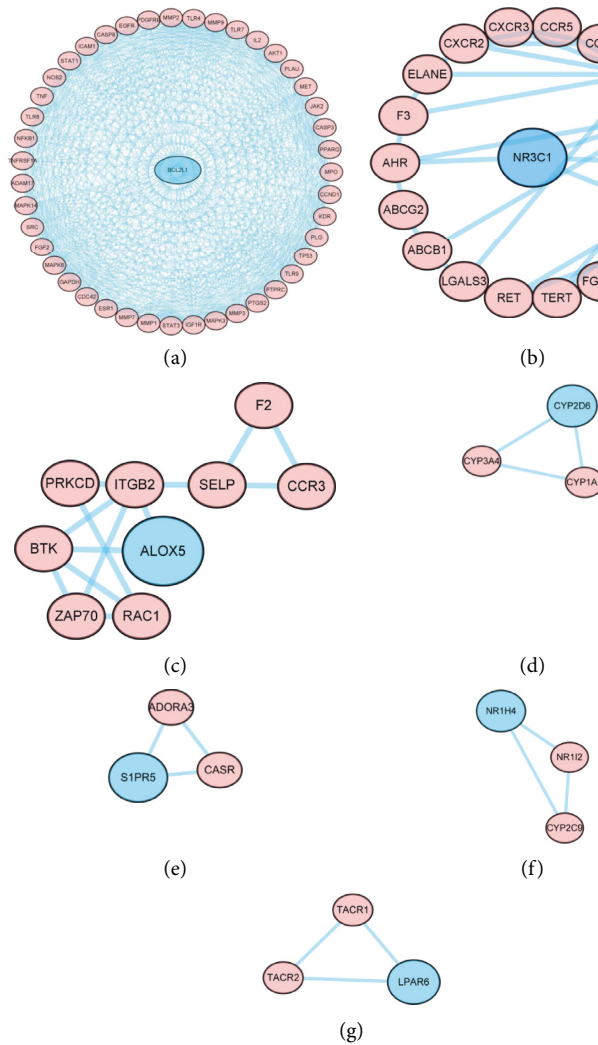 PDGFRB MMP2 TLR4 MMP9 TLR7 IL2 AKT1 PLAU MET JAK2 CASP3 PPARG MPO CCND1 KDR PLG TP53 TLR9 PTPRC PTGS2 MMP3 MAPK3 IGF1R STAT3 MMP1 MMP7 ESR1 CDC42 GAPDH MAPK8 FGF2 SRC MAPK14 ADAM17 TNFRSF1A NFKB1 TLR8 TNF NOS2 STAT1 ICAM1 CASP8 EGFR
BCL2L1
(a)
CXCR3 CCR5
CXCR2
ELANE
F3
AHR
NR3C1
ABCG2
ABCB1
LGALS3
RET TERT
(b)
F2
PRKCD ITGB2 SELP CCR3
BTK ALOX5
ZAP70 RAC1
(c)
CYP2D6
CYP3A4
CYP1A
(d)
ADORA3
S1PR5 CASR
(e)
NR1H4
NR1I2
CYP2C9
(f)
TACR1
TACR2 LPAR6
(g)